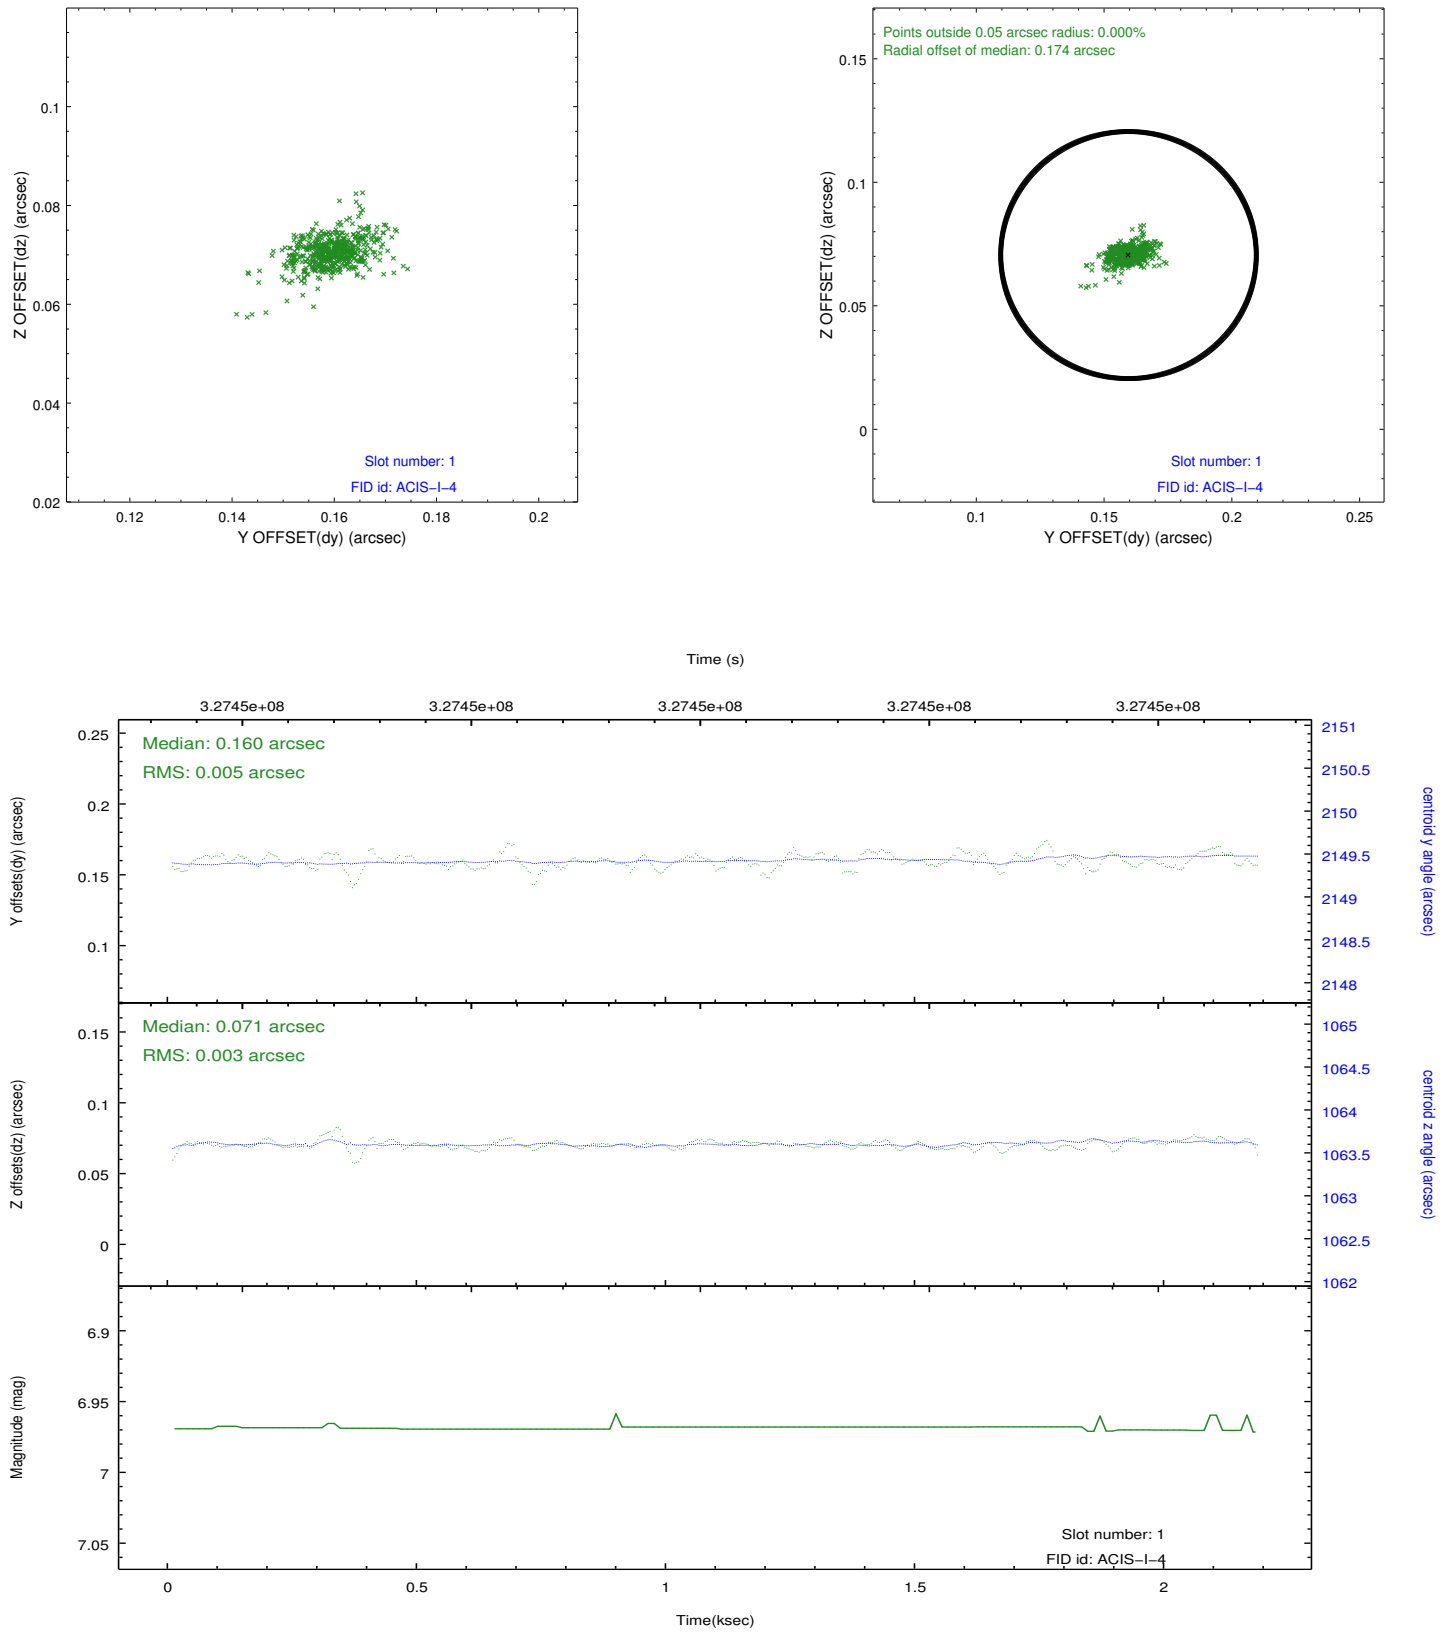 0.1
0.08
0.06
0.04
0.02
Z OFFSET(dz) (arcsec)
Slot number: 1
FID id: ACIS−I−4
0.12
0.14
0.16
0.18
0.2
Y OFFSET(dy) (arcsec)
Points outside 0.05 arcsec radius: 0.000%
Radial offset of median: 0.174 arcsec
0.15
0.1
0.05
0
Z OFFSET(dz) (arcsec)
Slot number: 1
FID id: ACIS−I−4
0.1
0.15
0.2
0.25
Y OFFSET(dy) (arcsec)
Time (s)
3.2745e+08
3.2745e+08
3.2745e+08
3.2745e+08
3.2745e+08
Median: 0.160 arcsec
RMS: 0.005 arcsec
0.25
0.2
0.15
0.1
Y offsets(dy) (arcsec)
2151
2150.5
2150
2149.5
2149
2148.5
2148
centroid y angle (arcsec)
Median: 0.071 arcsec
RMS: 0.003 arcsec
0.15
0.1
0.05
0
Z offsets(dz) (arcsec)
1065
1064.5
1064
1063.5
1063
1062.5
1062
centroid z angle (arcsec)
6.9
6.95
7
7.05
Magnitude (mag)
Slot number: 1
FID id: ACIS−I−4
0
0.5
1
1.5
2
Time(ksec)